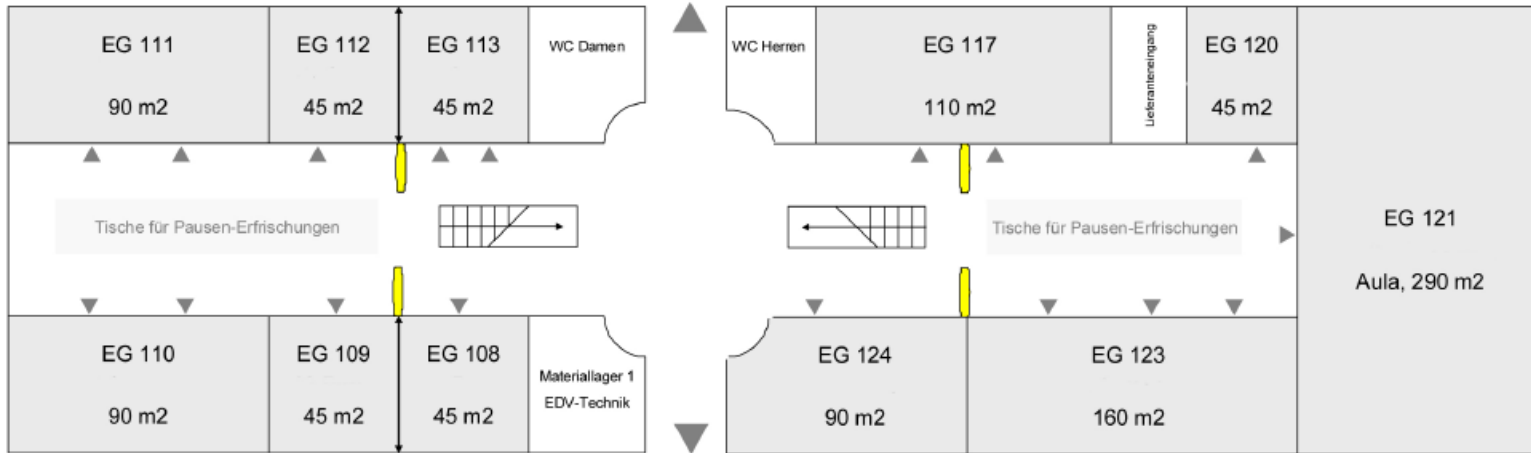 EG 111
90 m2
EG 112
45 m2
EG 113
45 m2
WC Damen
WC Herren
EG 117
110 m2
Lieferanteneingang
EG 120
45 m2
Tische für Pausen-Erfrischungen
Tische für Pausen-Erfrischungen
EG 121
Aula, 290 m2
EG 110
90 m2
EG 109
45 m2
EG 108
45 m2
Materiallager 1
EDV-Technik
EG 124
90 m2
EG 123
160 m2